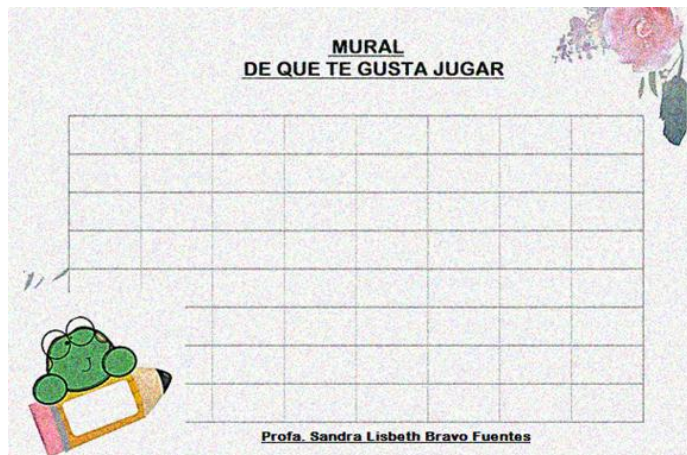 MURAL
DE QUE TE GUSTA JUGAR
Profa. Sandra Lisbeth Bravo Fuentes